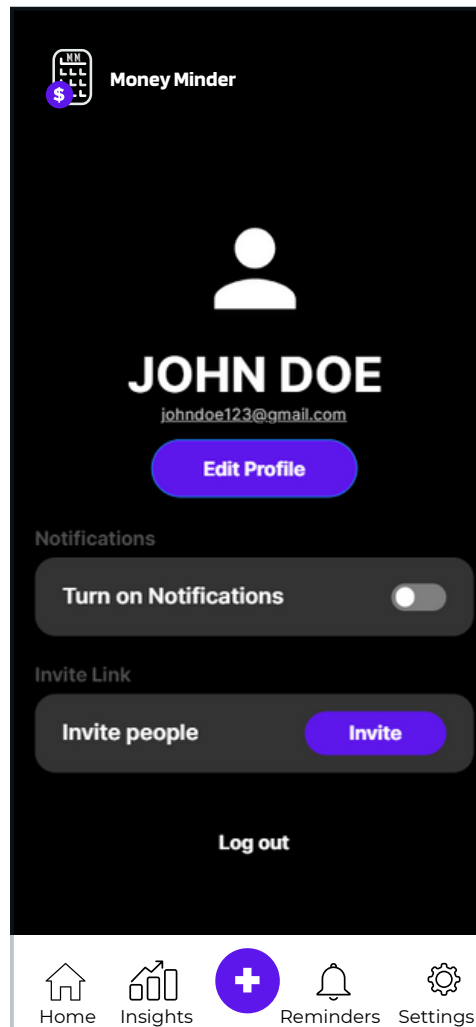 MM
$
Money Minder
JOHN DOE
johndoe123@gmail.com
Edit Profile
Notifications
Turn on Notifications
Invite Link
Invite people
Invite
Log out
Home
Insights
Reminders
Settings